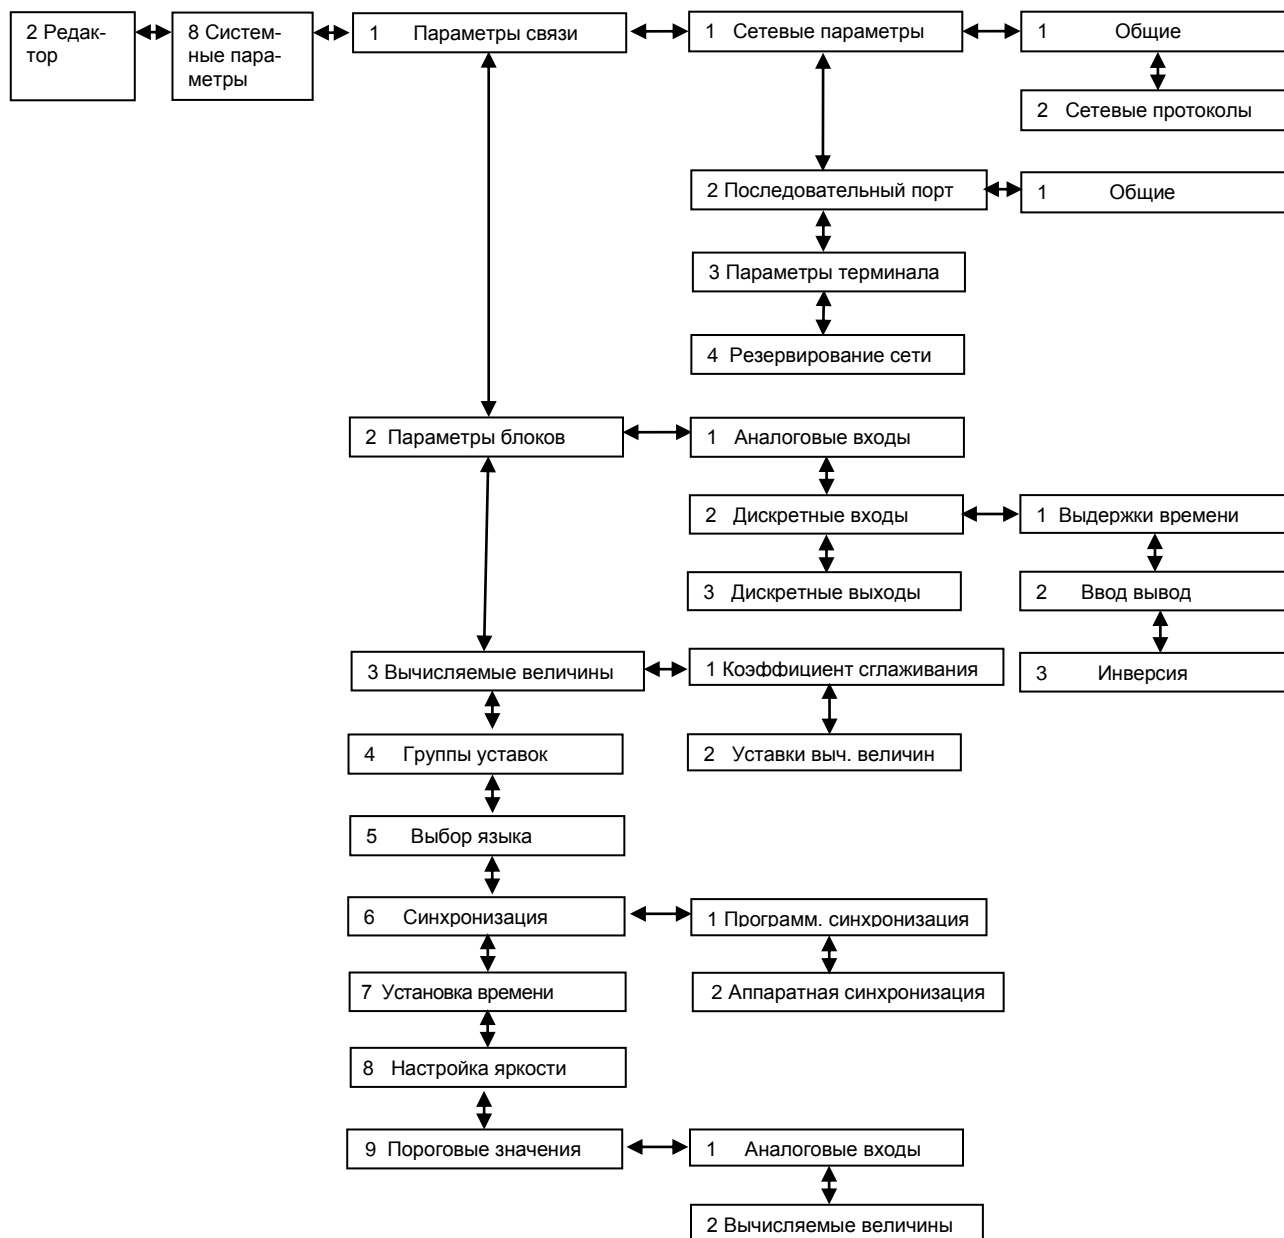 2 Редак-
тор
8 Систем-
ные пара-
метры
1 Параметры связи
1 Сетевые параметры
1 Общие
2 Сетевые протоколы
2 Последовательный порт
1 Общие
3 Параметры терминала
4 Резервирование сети
2 Параметры блоков
1 Аналоговые входы
2 Дискретные входы
1 Выдержки времени
3 Дискретные выходы
2 Ввод вывод
3 Вычисляемые величины
1 Коэффициент сглаживания
3 Инверсия
4 Группы уставок
2 Уставки выч. величин
5 Выбор языка
6 Синхронизация
1 Программ. синхронизация
7 Установка времени
2 Аппаратная синхронизация
8 Настройка яркости
9 Пороговые значения
1 Аналоговые входы
2 Вычисляемые величины